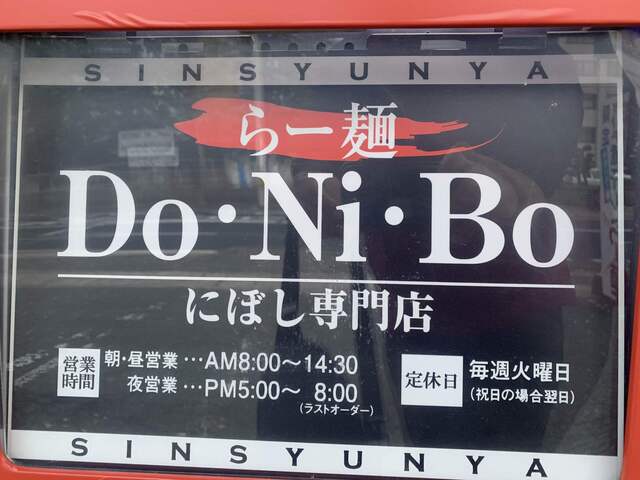 SINSYUNYA
らー麺
Do・Ni・Bo
にぼし専門店
営業時間
朝・昼営業…AM8:00〜14:30
夜営業…PM5:00〜 8:00
(ラストオーダー)
定休日
毎週火曜日
(祝日の場合翌日)
SINSYUNYA